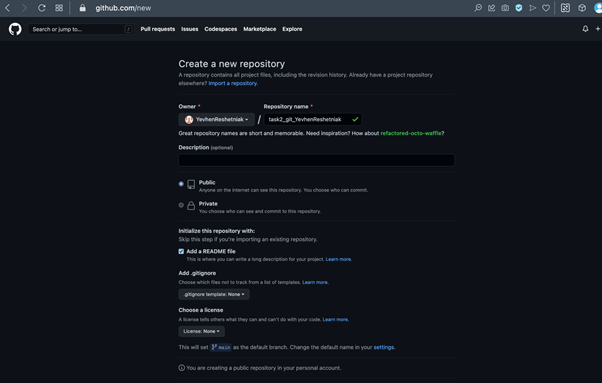 github.com/new
Search or jump to... /
Pull requests Issues Codespaces Marketplace Explore
Create a new repository
A repository contains all project files, including the revision history. Already have a project repository
elsewhere? Import a repository.
Owner * Repository name *
YevhenReshetniak / task2_git_YevhenReshetniak
Great repository names are short and memorable. Need inspiration? How about refactored-octo-waffle?
Description (optional)
Public
Anyone on the internet can see this repository. You choose who can commit.
Private
You choose who can see and commit to this repository.
Initialize this repository with:
Skip this step if you're importing an existing repository.
Add a README file
This is where you can write a long description for your project. Learn more.
Add .gitignore
Choose which files not to track from a list of templates. Learn more.
.gitignore template: None
Choose a license
A license tells others what they can and can't do with your code. Learn more.
License: None
This will set main as the default branch. Change the default name in your settings.
You are creating a public repository in your personal account.